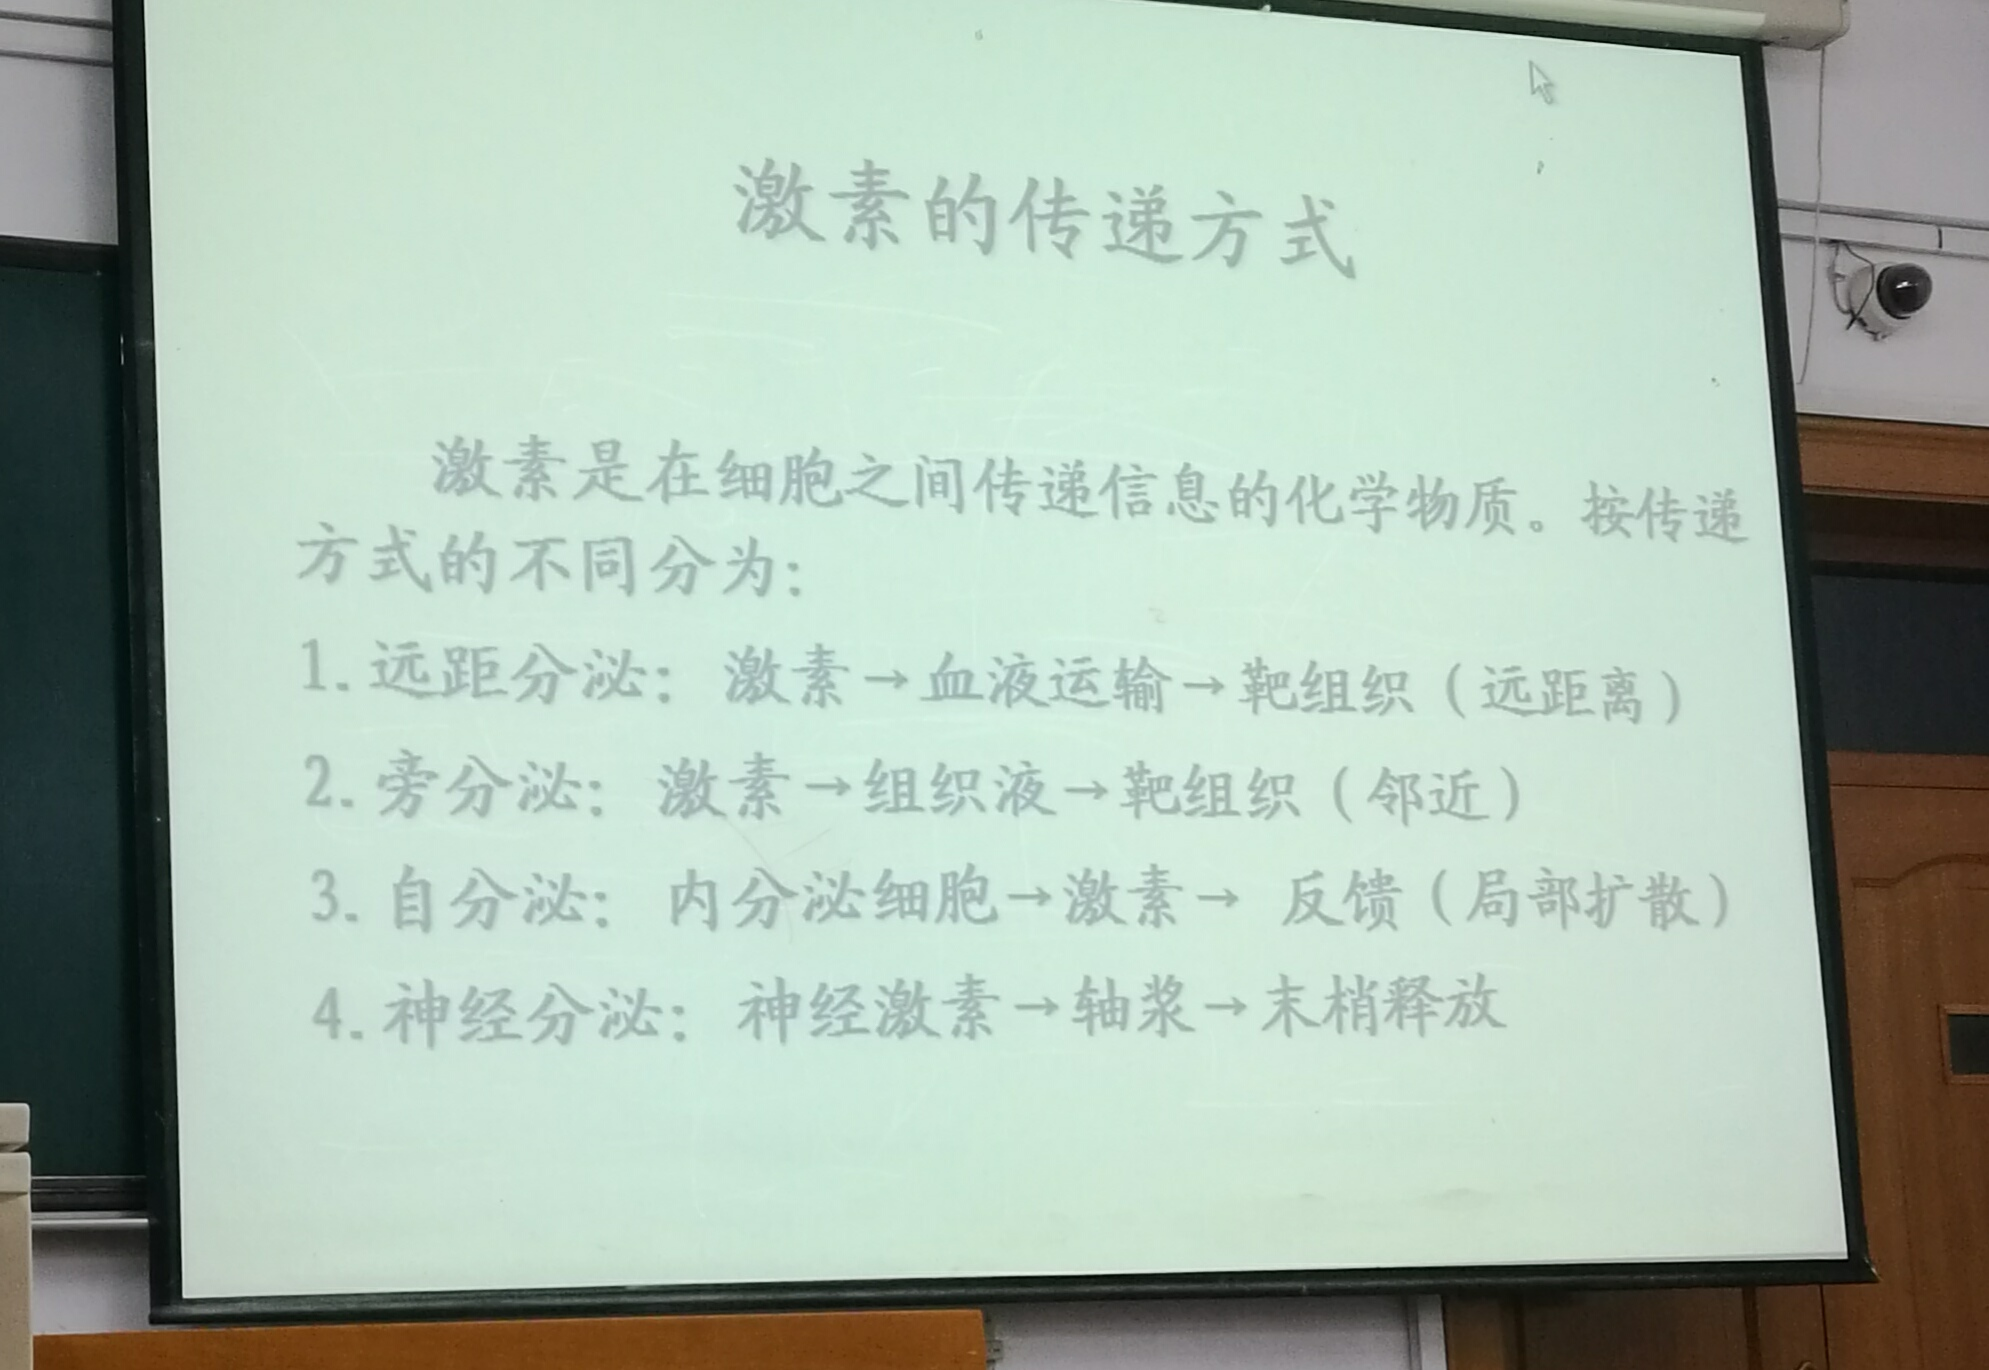 激素的传递方式
激素是在细胞之间传递信息的化学物质。按传递
方式的不同分为：
1. 远距分泌：激素→血液运输→靶组织（远距离）
2. 旁分泌：激素→组织液→靶组织（邻近）
3. 自分泌：内分泌细胞→激素→ 反馈（局部扩散）
4. 神经分泌：神经激素→轴浆→末梢释放